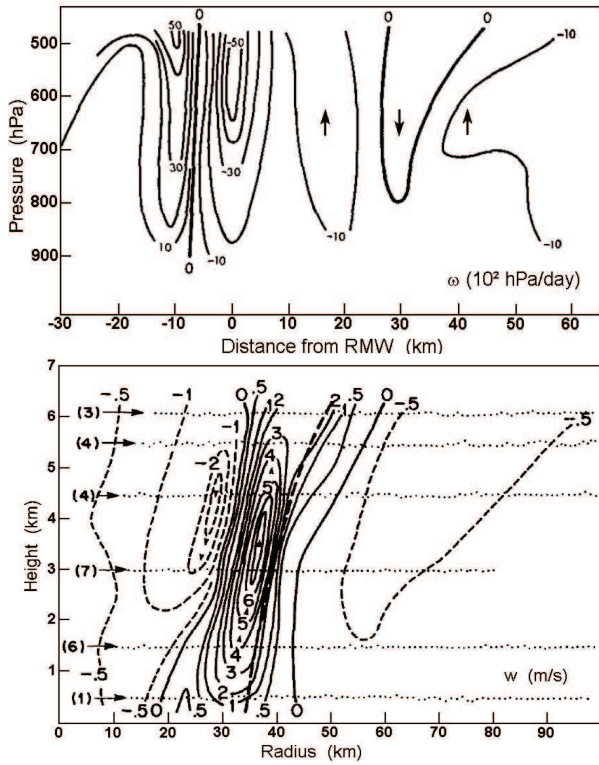 0 0 0
-10
50 -50
500
600
700
800
900
Pressure (hPa)
30 -30
10 -10 -10 -10
0
ω (10² hPa/day)
-30 -20 -10 0 10 20 30 40 50 60
Distance from RMW (km)
7
6
5
4
3
2
1
0
Height (km)
-.5 -1 0 .5 1 2 2 1 0 -.5 -.5
(3)
(4)
(4)
(7)
(6)
(1)
-1
-2
3
4
5
6
5
4
3
2
1
-.5
-.5 0 .5 .5 0
w (m/s)
0 10 20 30 40 50 60 70 80 90
Radius (km)